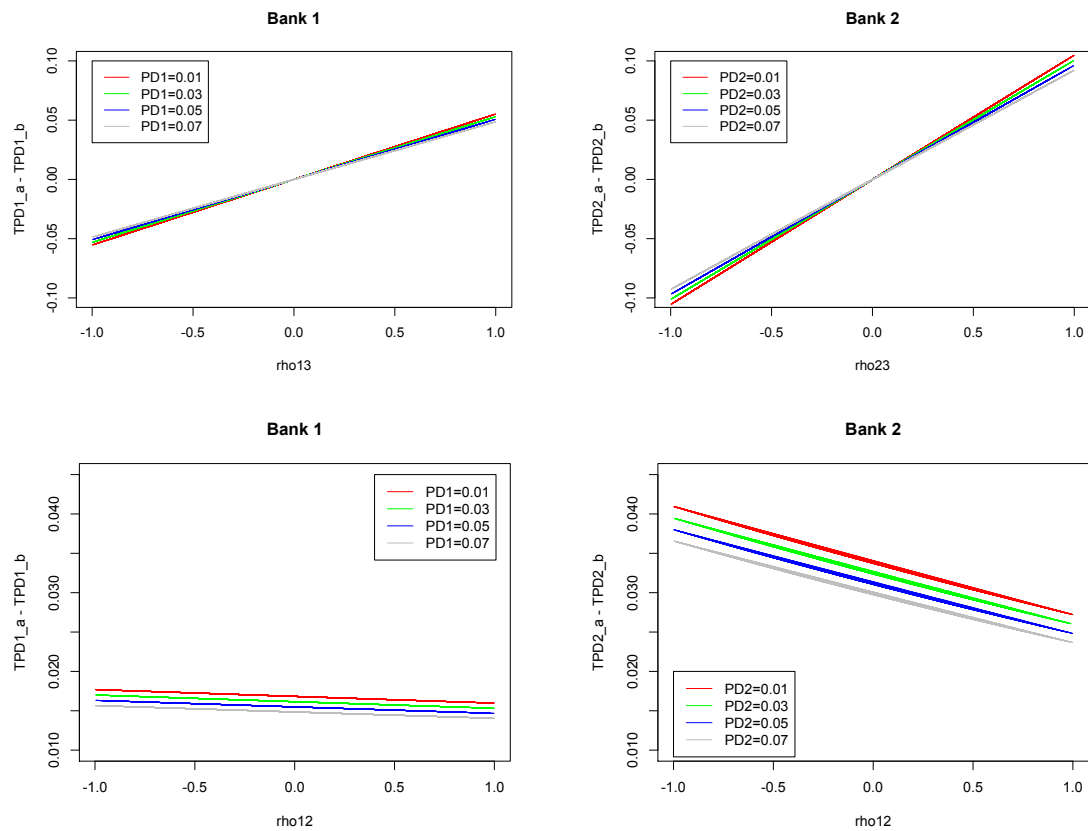 Bank 1
TPD1_a - TPD1_b
0.10
0.05
0.00
-0.05
-0.10
PD1=0.01
PD1=0.03
PD1=0.05
PD1=0.07
-1.0 -0.5 0.0 0.5 1.0
rho13
Bank 2
TPD2_a - TPD2_b
0.10
0.05
0.00
-0.05
-0.10
PD2=0.01
PD2=0.03
PD2=0.05
PD2=0.07
-1.0 -0.5 0.0 0.5 1.0
rho23
Bank 1
TPD1_a - TPD1_b
0.040
0.030
0.020
0.010
PD1=0.01
PD1=0.03
PD1=0.05
PD1=0.07
-1.0 -0.5 0.0 0.5 1.0
rho12
Bank 2
TPD2_a - TPD2_b
0.040
0.030
0.020
0.010
PD2=0.01
PD2=0.03
PD2=0.05
PD2=0.07
-1.0 -0.5 0.0 0.5 1.0
rho12